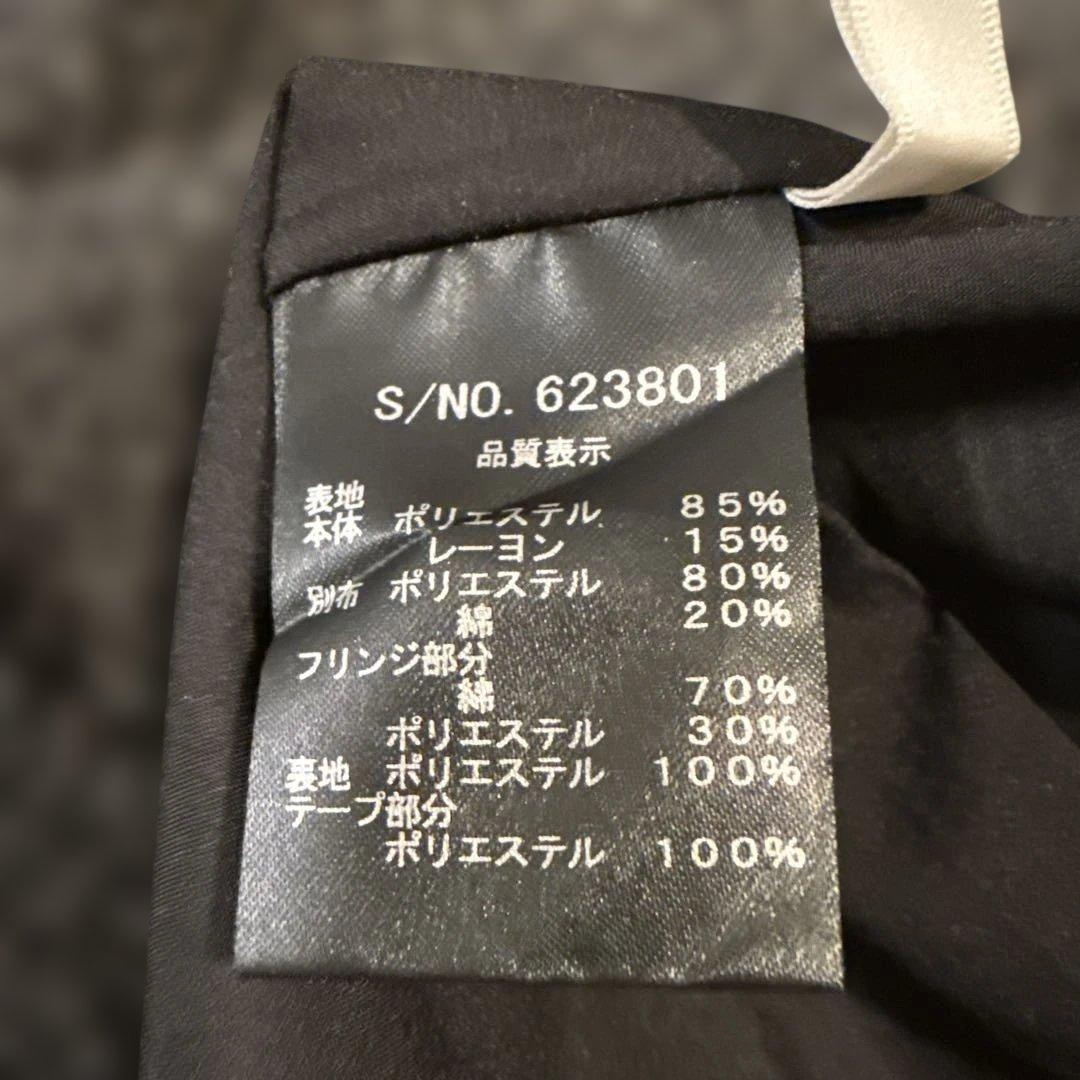 S/NO. 623801
品質表示
表地
本体 ポリエステル 85%
レーヨン 15%
別布 ポリエステル 80%
綿 20%
フリンジ部分
綿 70%
ポリエステル 30%
表地 ポリエステル 100%
テープ部分
ポリエステル 100%